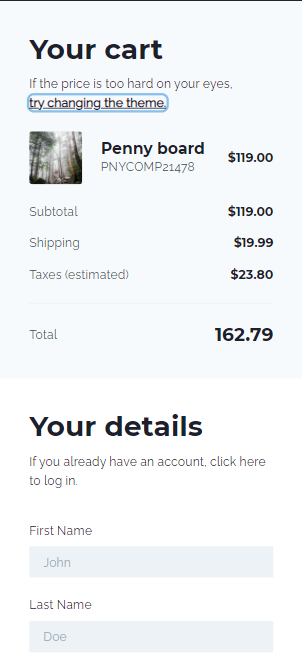 Your cart
If the price is too hard on your eyes,
try changing the theme.
Penny board
PNYCOMP21478
$119.00
Subtotal $119.00
Shipping $19.99
Taxes (estimated) $23.80
Total 162.79
Your details
If you already have an account, click here
to log in.
First Name
John
Last Name
Doe